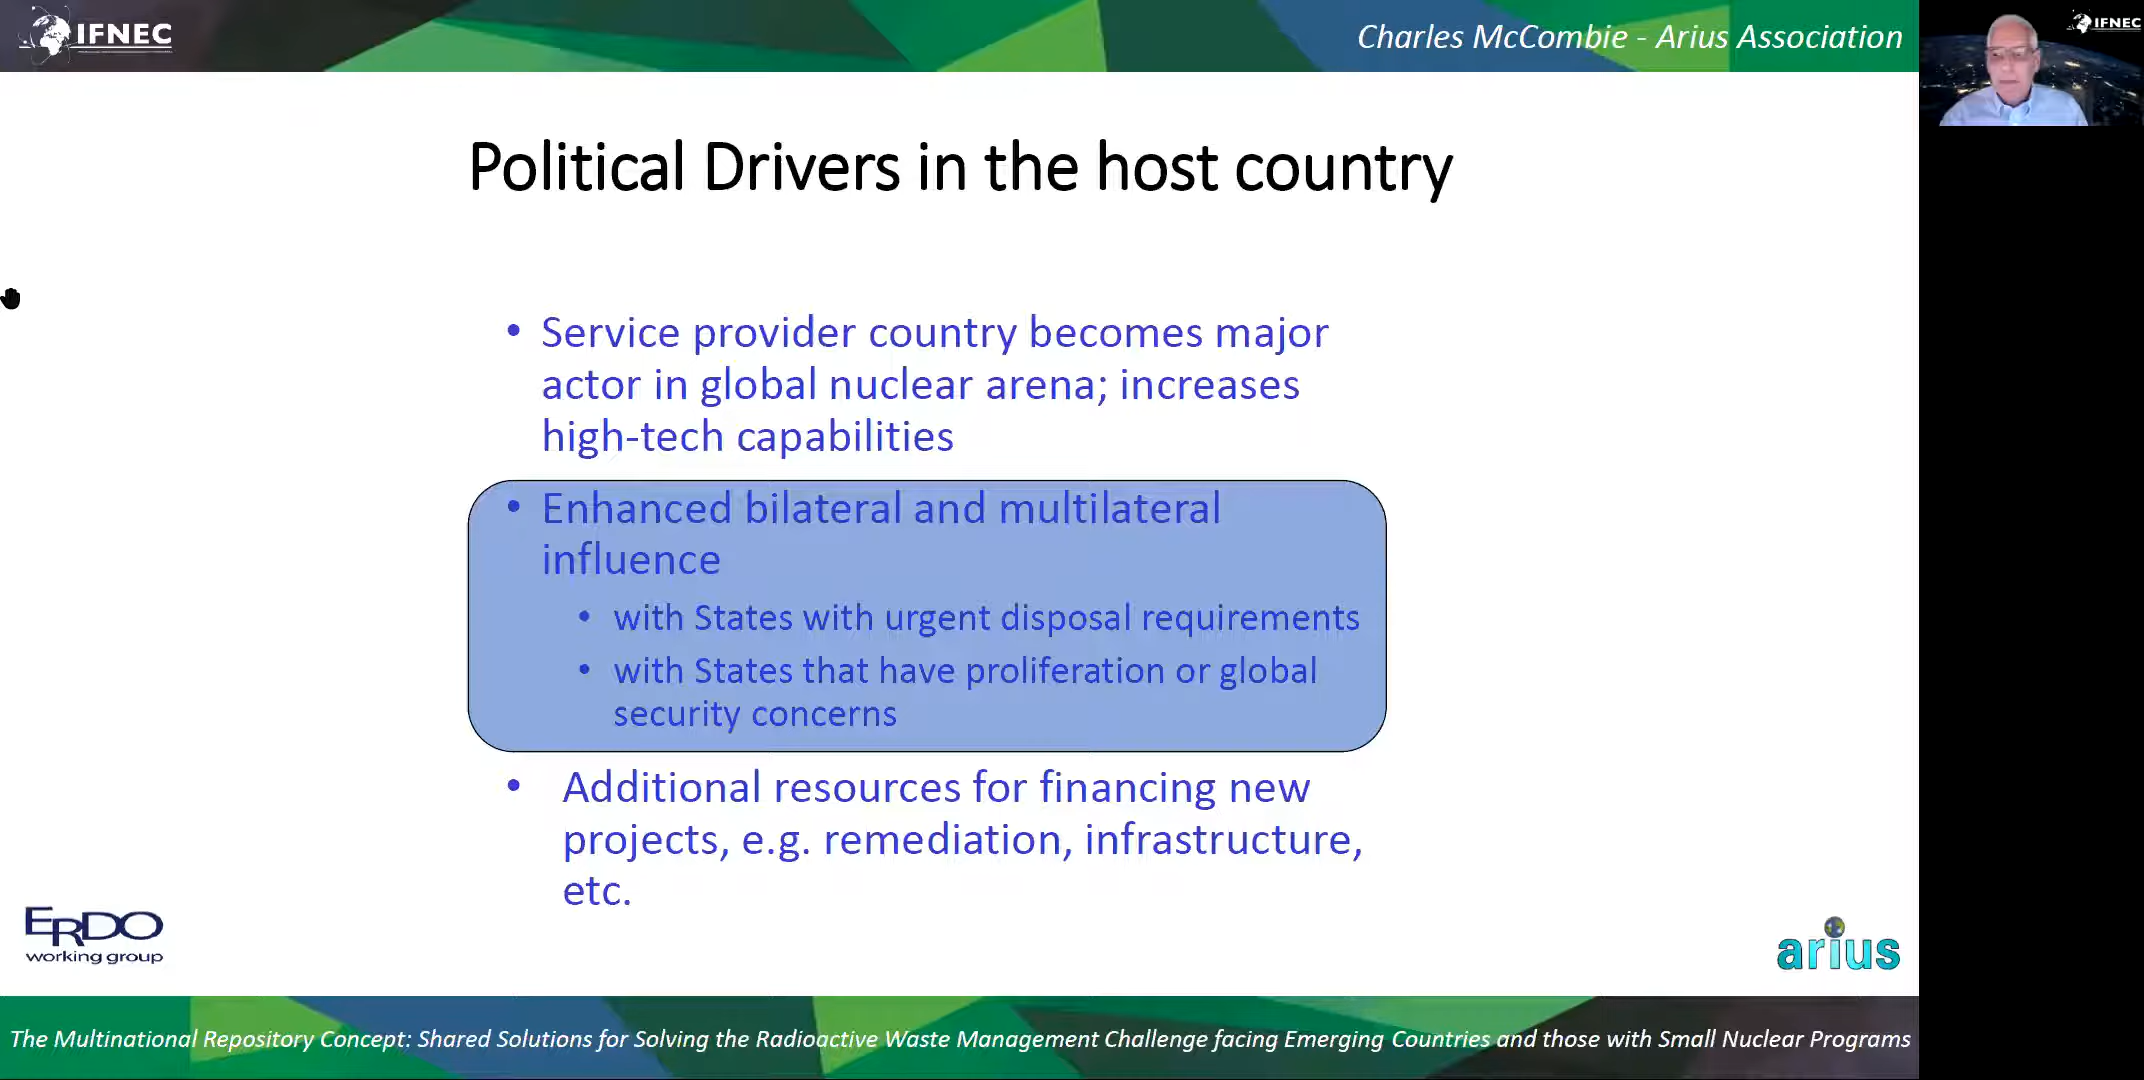 IFNEC
Charles McCombie - Arius Association
IFNEC
Political Drivers in the host country
• Service provider country becomes major
actor in global nuclear arena; increases
high-tech capabilities
• Enhanced bilateral and multilateral
influence
• with States with urgent disposal requirements
• with States that have proliferation or global
security concerns
• Additional resources for financing new
projects, e.g. remediation, infrastructure,
etc.
ERDO
working group
arius
The Multinational Repository Concept: Shared Solutions for Solving the Radioactive Waste Management Challenge facing Emerging Countries and those with Small Nuclear Programs